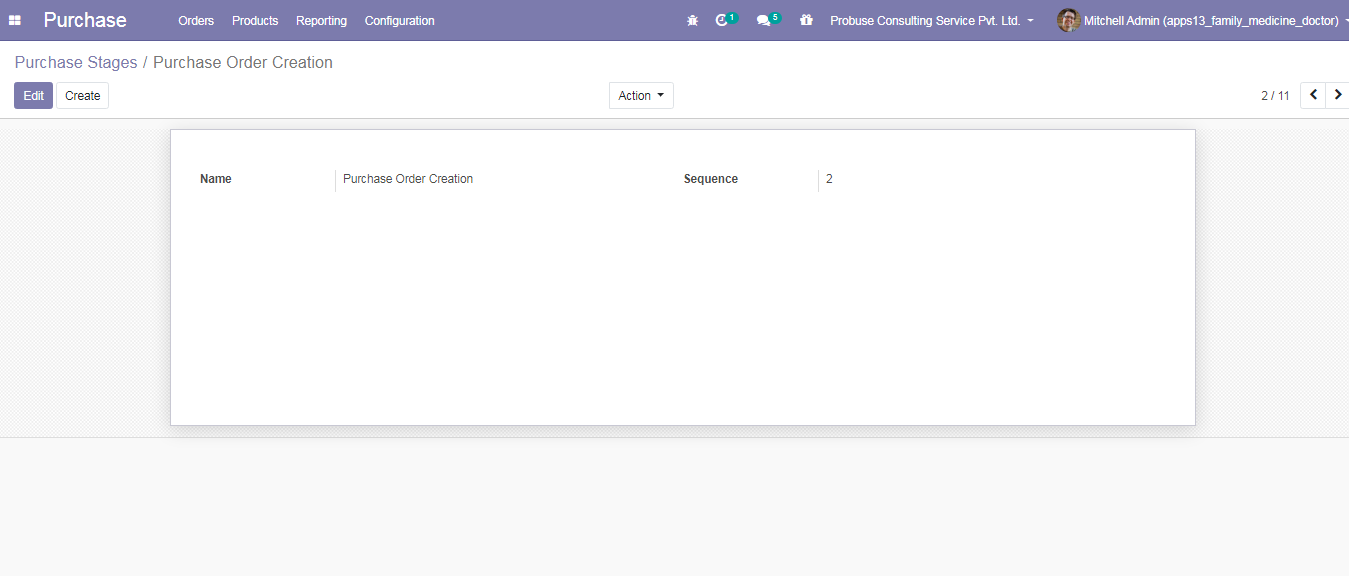 Purchase Orders Products Reporting Configuration 1 5 Probuse Consulting Service Pvt. Ltd. Mitchell Admin (apps13_family_medicine_doctor)
Purchase Stages / Purchase Order Creation
Edit Create Action 2 / 11
Name Purchase Order Creation Sequence 2